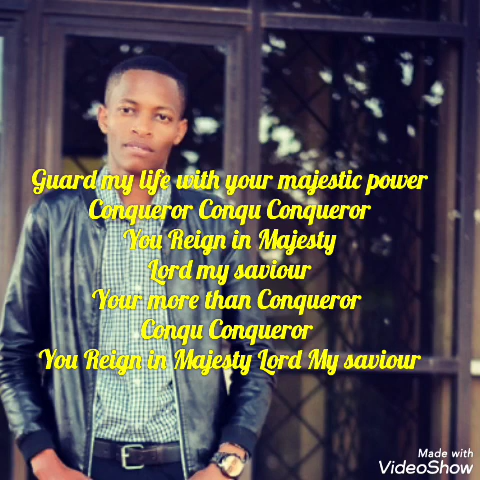 Guard my life with your majestic power
Conqueror Conqu Conqueror
You Reign in Majesty
Lord my saviour
Your more than Conqueror
Conqu Conqueror
You Reign in Majesty Lord My saviour
Made with
VideoShow